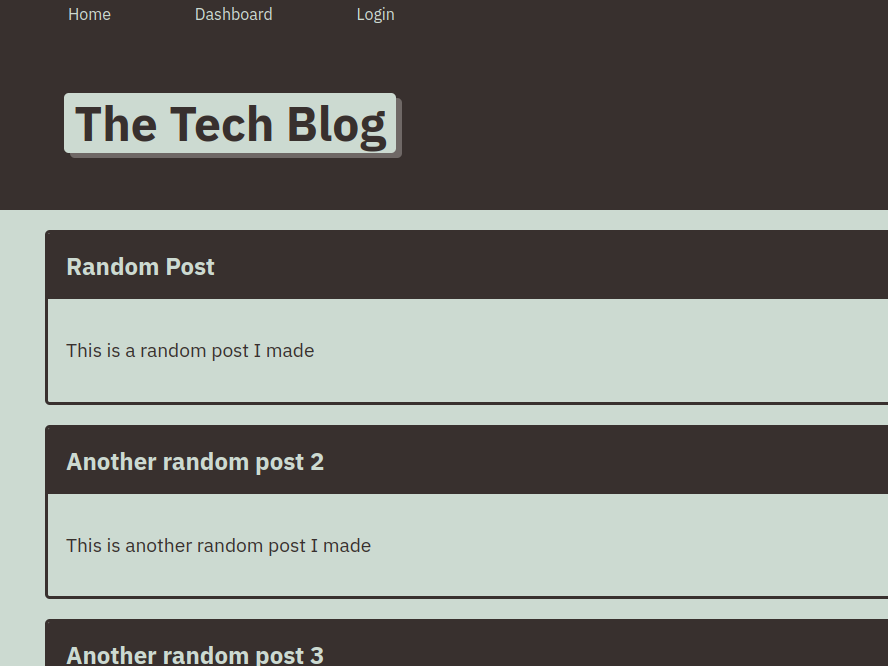 Home Dashboard Login
The Tech Blog
Random Post
This is a random post I made
Another random post 2
This is another random post I made
Another random post 3